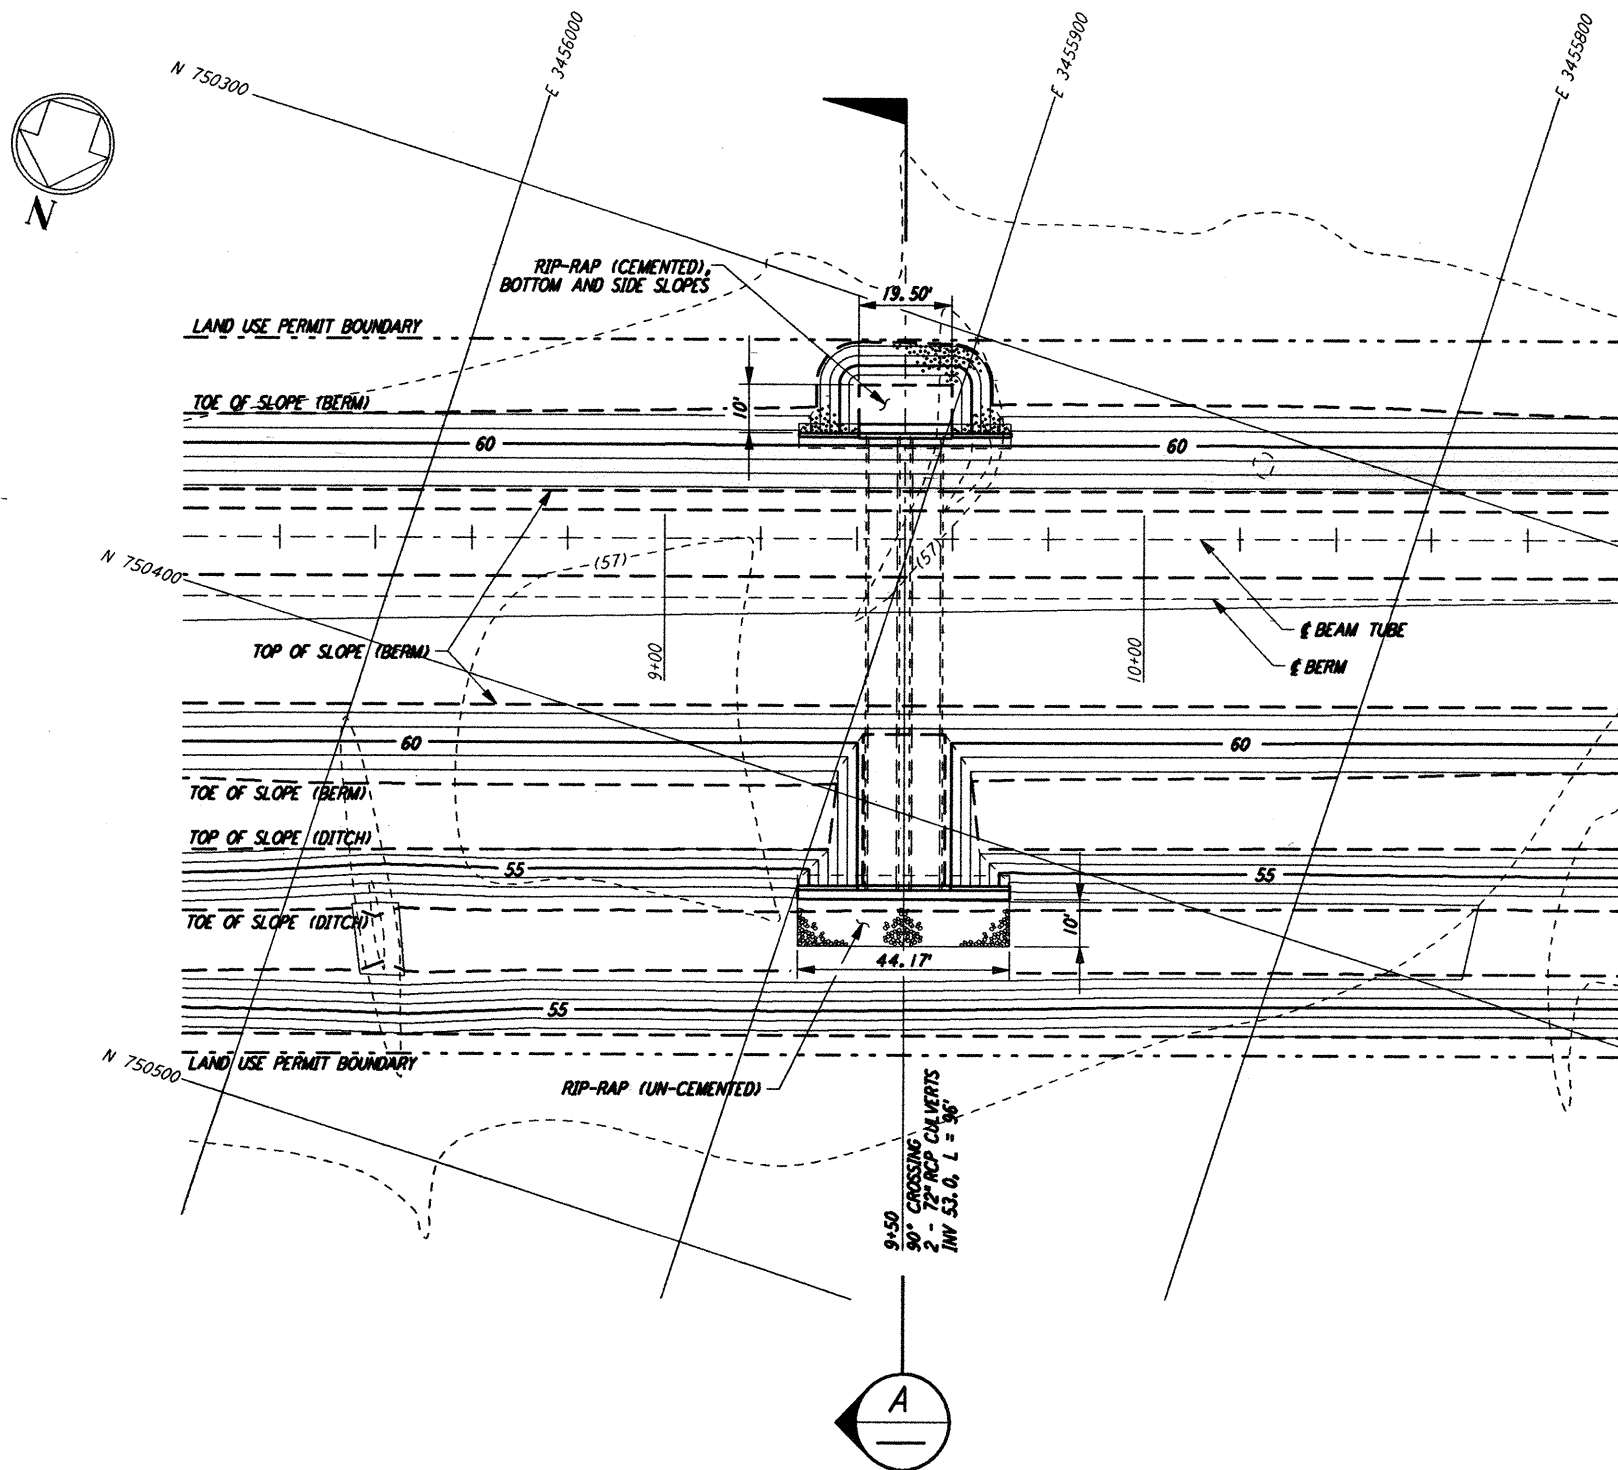 N 750300
E 3456000
E 3455900
E 3455800
N
RIP-RAP (CEMENTED),
BOTTOM AND SIDE SLOPES
19.50'
LAND USE PERMIT BOUNDARY
TOE OF SLOPE (BERM)
10'
60
60
N 750400
(57)
(57)
TOP OF SLOPE (BERM)
9+00
10+00
℄ BEAM TUBE
℄ BERM
60
60
TOE OF SLOPE (BERM)
TOP OF SLOPE (DITCH)
55
55
TOE OF SLOPE (DITCH)
10'
44.17'
55
N 750500
LAND USE PERMIT BOUNDARY
RIP-RAP (UN-CEMENTED)
9+50
90° CROSSING
2 - 72" RCP CULVERTS
INV 53.0, L = 96'
A